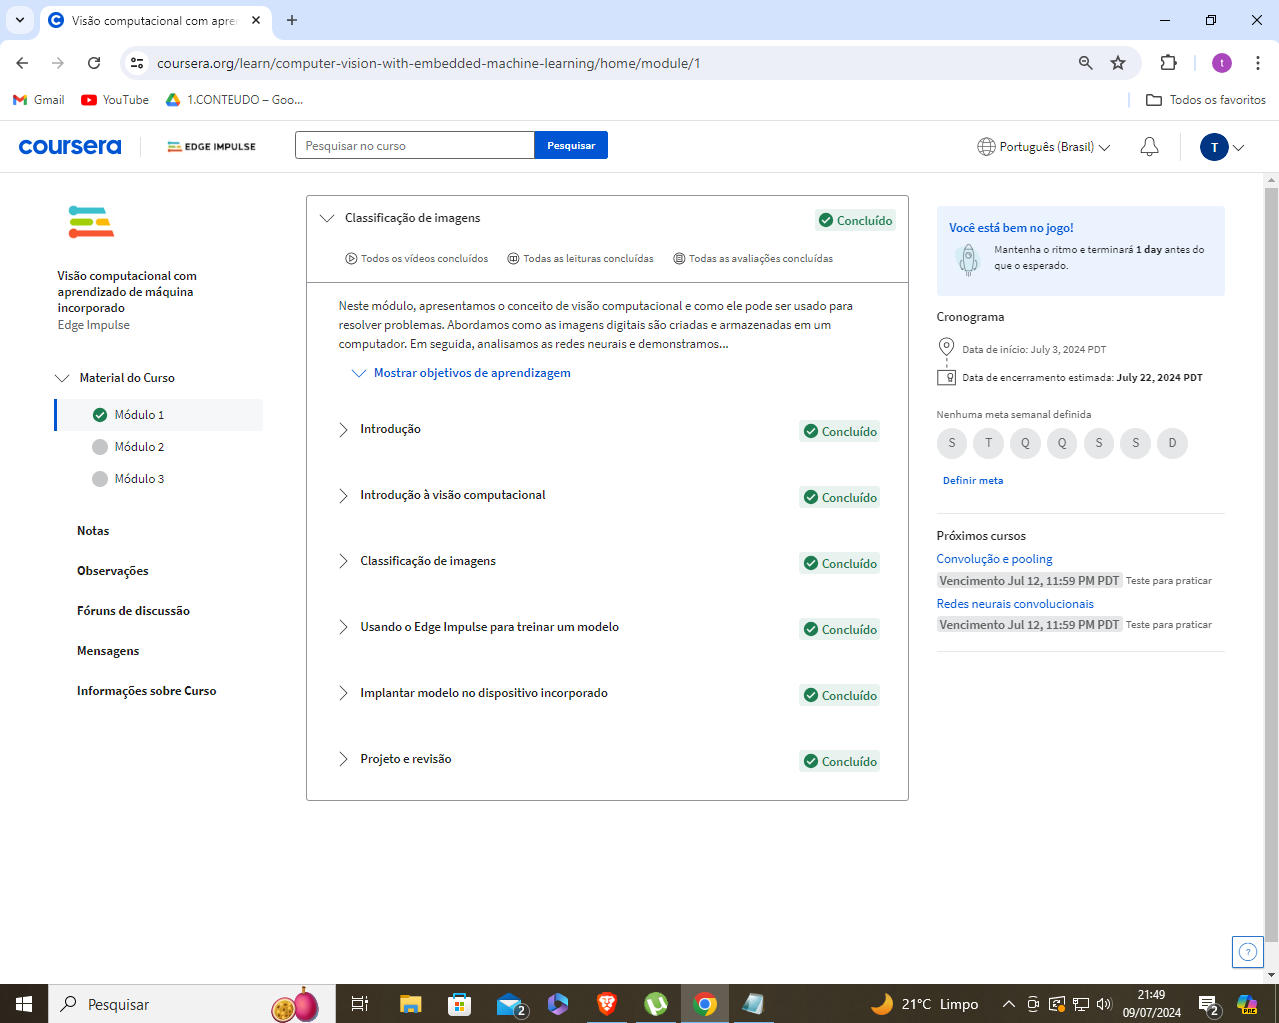 Visão computacional com apre
coursera.org/learn/computer-vision-with-embedded-machine-learning/home/module/1
t
Gmail
YouTube
1.CONTEUDO – Goo...
Todos os favoritos
coursera
EDGE IMPULSE
Pesquisar no curso
Pesquisar
Português (Brasil)
T
Visão computacional com
aprendizado de máquina
incorporado
Edge Impulse
Material do Curso
Módulo 1
Módulo 2
Módulo 3
Notas
Observações
Fóruns de discussão
Mensagens
Informações sobre Curso
Classificação de imagens
Concluído
Todos os vídeos concluídos
Todas as leituras concluídas
Todas as avaliações concluídas
Neste módulo, apresentamos o conceito de visão computacional e como ele pode ser usado para
resolver problemas. Abordamos como as imagens digitais são criadas e armazenadas em um
computador. Em seguida, analisamos as redes neurais e demonstramos...
Mostrar objetivos de aprendizagem
Introdução
Concluído
Introdução à visão computacional
Concluído
Classificação de imagens
Concluído
Usando o Edge Impulse para treinar um modelo
Concluído
Implantar modelo no dispositivo incorporado
Concluído
Projeto e revisão
Concluído
Você está bem no jogo!
Mantenha o ritmo e terminará 1 day antes do
que o esperado.
Cronograma
Data de início: July 3, 2024 PDT
Data de encerramento estimada: July 22, 2024 PDT
Nenhuma meta semanal definida
S T Q Q S S D
Definir meta
Próximos cursos
Convolução e pooling
Vencimento Jul 12, 11:59 PM PDT Teste para praticar
Redes neurais convolucionais
Vencimento Jul 12, 11:59 PM PDT Teste para praticar
?
Pesquisar
2
21°C Limpo
21:49
09/07/2024
2
PRE